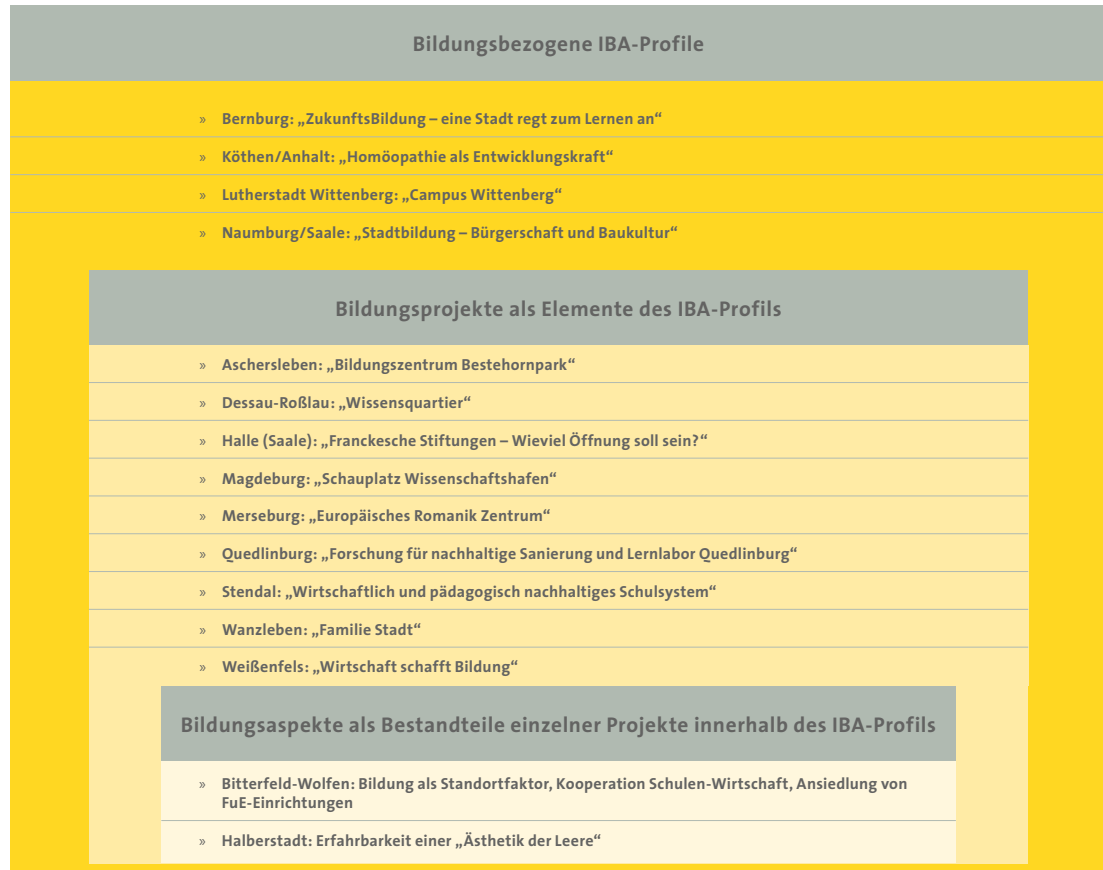 Bildungsbezogene IBA-Profile
» Bernburg: „ZukunftsBildung – eine Stadt regt zum Lernen an“
» Köthen/Anhalt: „Homöopathie als Entwicklungskraft“
» Lutherstadt Wittenberg: „Campus Wittenberg“
» Naumburg/Saale: „Stadtbildung – Bürgerschaft und Baukultur“
Bildungsprojekte als Elemente des IBA-Profils
» Aschersleben: „Bildungszentrum Bestehornpark“
» Dessau-Roßlau: „Wissensquartier“
» Halle (Saale): „Franckesche Stiftungen – Wieviel Öffnung soll sein?“
» Magdeburg: „Schauplatz Wissenschaftshafen“
» Merseburg: „Europäisches Romanik Zentrum“
» Quedlinburg: „Forschung für nachhaltige Sanierung und Lernlabor Quedlinburg“
» Stendal: „Wirtschaftlich und pädagogisch nachhaltiges Schulsystem“
» Wanzleben: „Familie Stadt“
» Weißenfels: „Wirtschaft schafft Bildung“
Bildungsaspekte als Bestandteile einzelner Projekte innerhalb des IBA-Profils
» Bitterfeld-Wolfen: Bildung als Standortfaktor, Kooperation Schulen-Wirtschaft, Ansiedlung von
FuE-Einrichtungen
» Halberstadt: Erfahrbarkeit einer „Ästhetik der Leere“